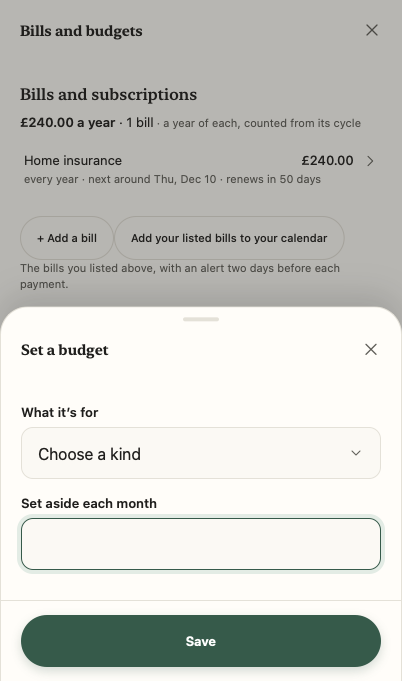 Bills and budgets
Bills and subscriptions
£240.00 a year · 1 bill · a year of each, counted from its cycle
Home insurance £240.00
every year · next around Thu, Dec 10 · renews in 50 days
+ Add a bill Add your listed bills to your calendar
The bills you listed above, with an alert two days before each
payment.
Set a budget
What it's for
Choose a kind
Set aside each month
Save